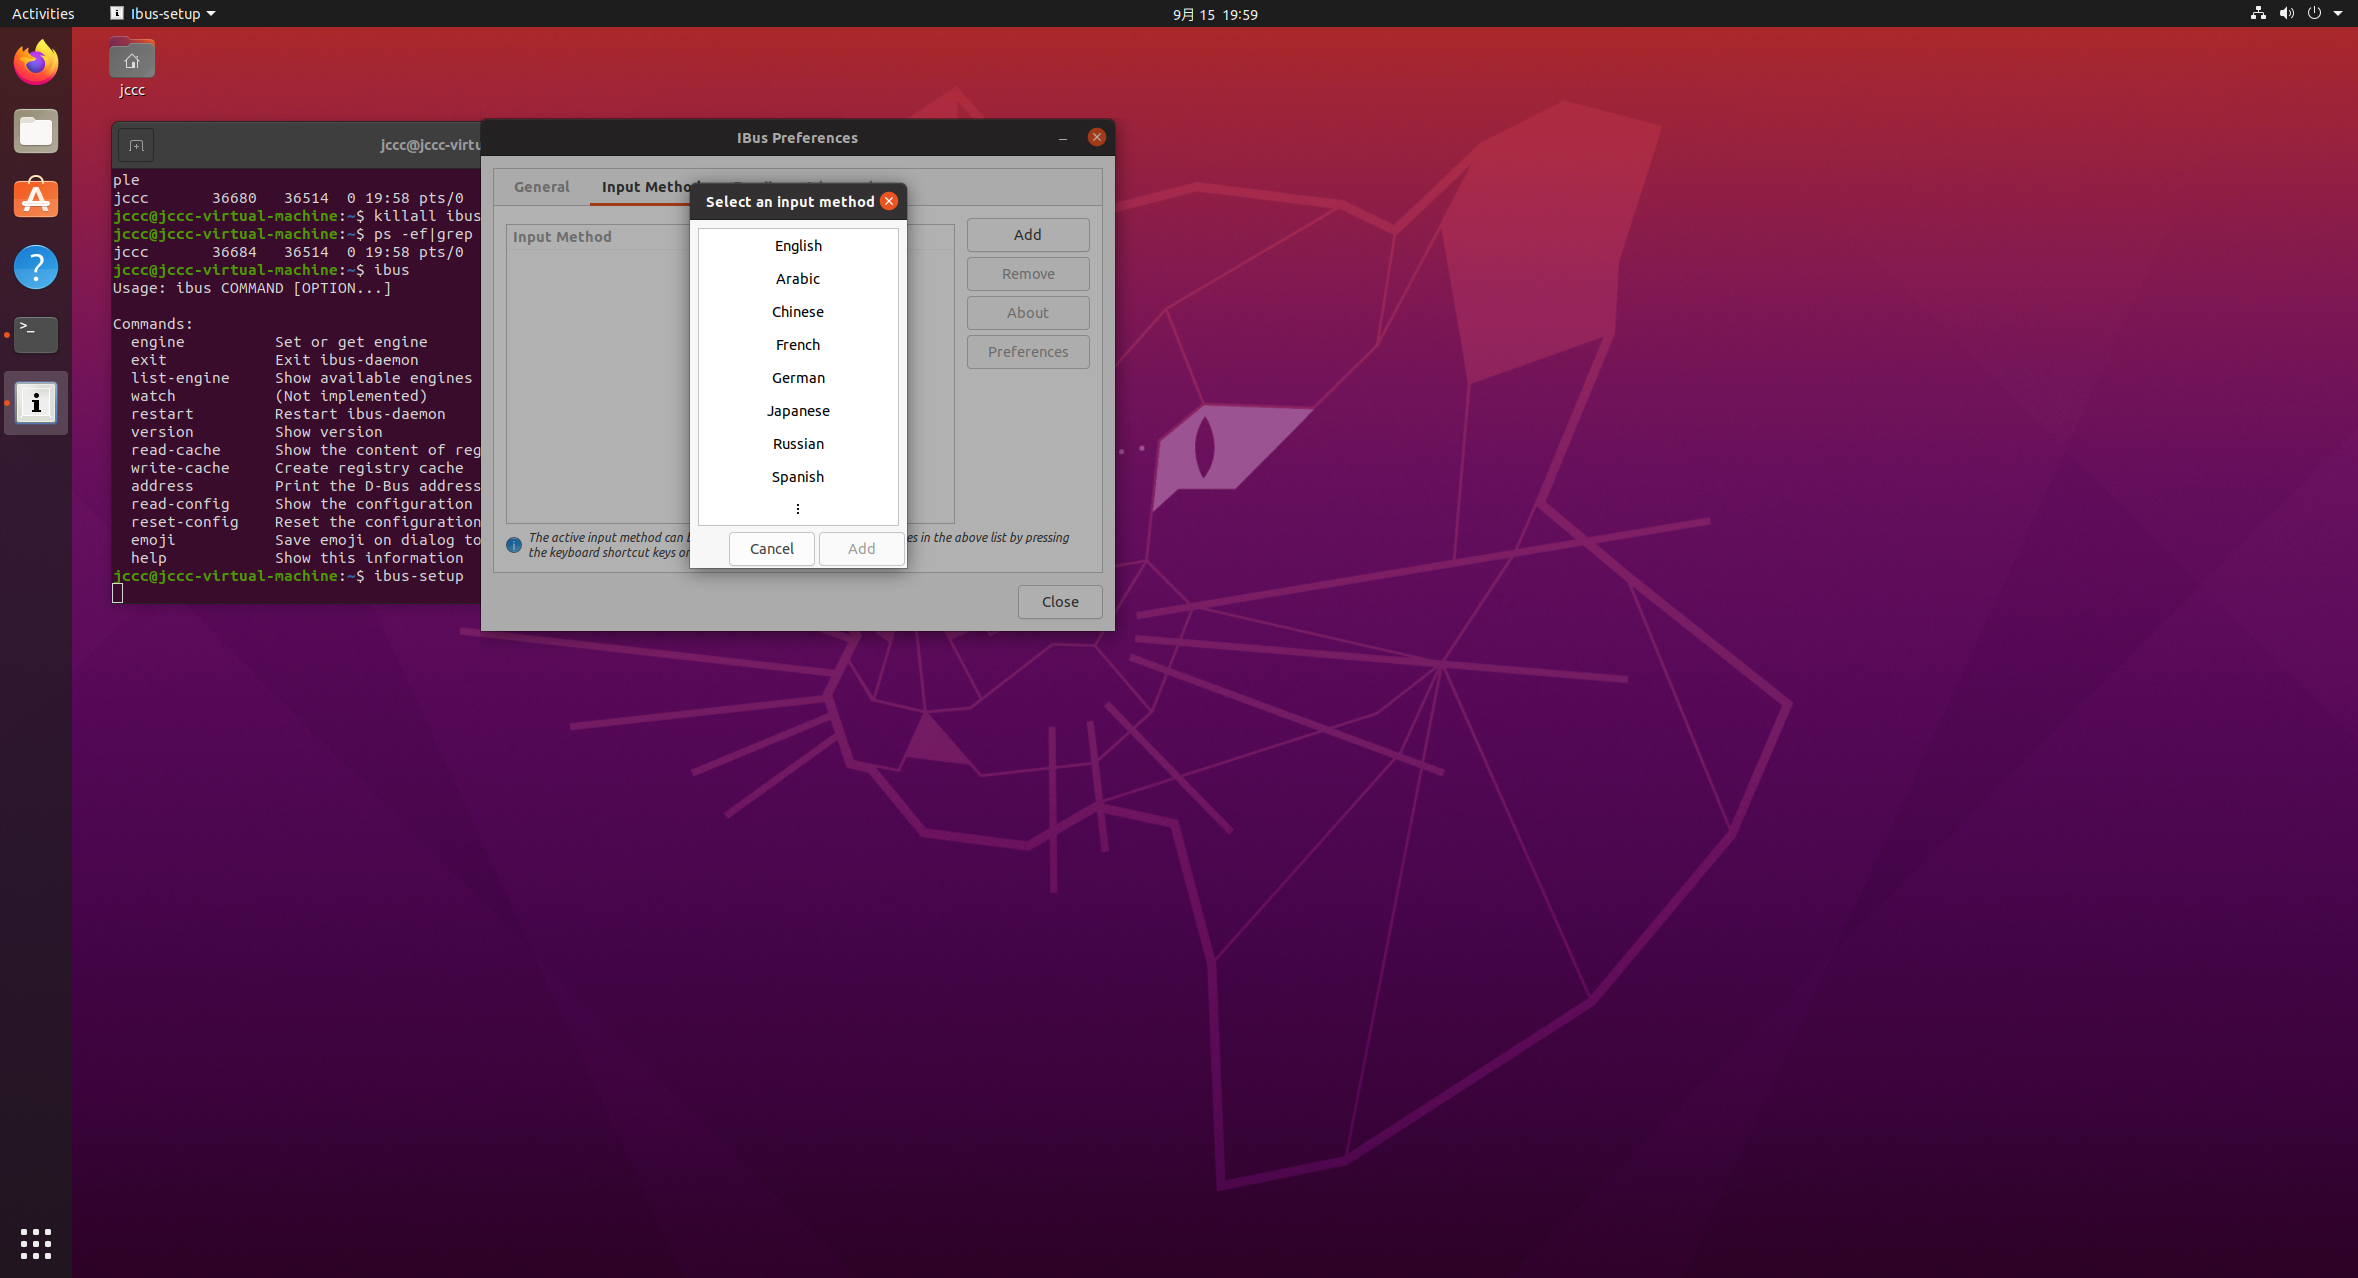 Activities
Ibus-setup
9月 15 19:59
jccc
jccc@jccc-virtu
ple
jccc 36680 36514 0 19:58 pts/0
jccc@jccc-virtual-machine:~$ killall ibus
jccc@jccc-virtual-machine:~$ ps -ef|grep
jccc 36684 36514 0 19:58 pts/0
jccc@jccc-virtual-machine:~$ ibus
Usage: ibus COMMAND [OPTION...]
Commands:
engine Set or get engine
exit Exit ibus-daemon
list-engine Show available engines
watch (Not implemented)
restart Restart ibus-daemon
version Show version
read-cache Show the content of reg
write-cache Create registry cache
address Print the D-Bus address
read-config Show the configuration
reset-config Reset the configuration
emoji Save emoji on dialog to
help Show this information
jccc@jccc-virtual-machine:~$ ibus-setup
IBus Preferences
General
Input Metho
Input Method
Add
Remove
About
Preferences
The active input method can b
es in the above list by pressing
the keyboard shortcut keys or
Close
Select an input method
English
Arabic
Chinese
French
German
Japanese
Russian
Spanish
⋮
Cancel
Add